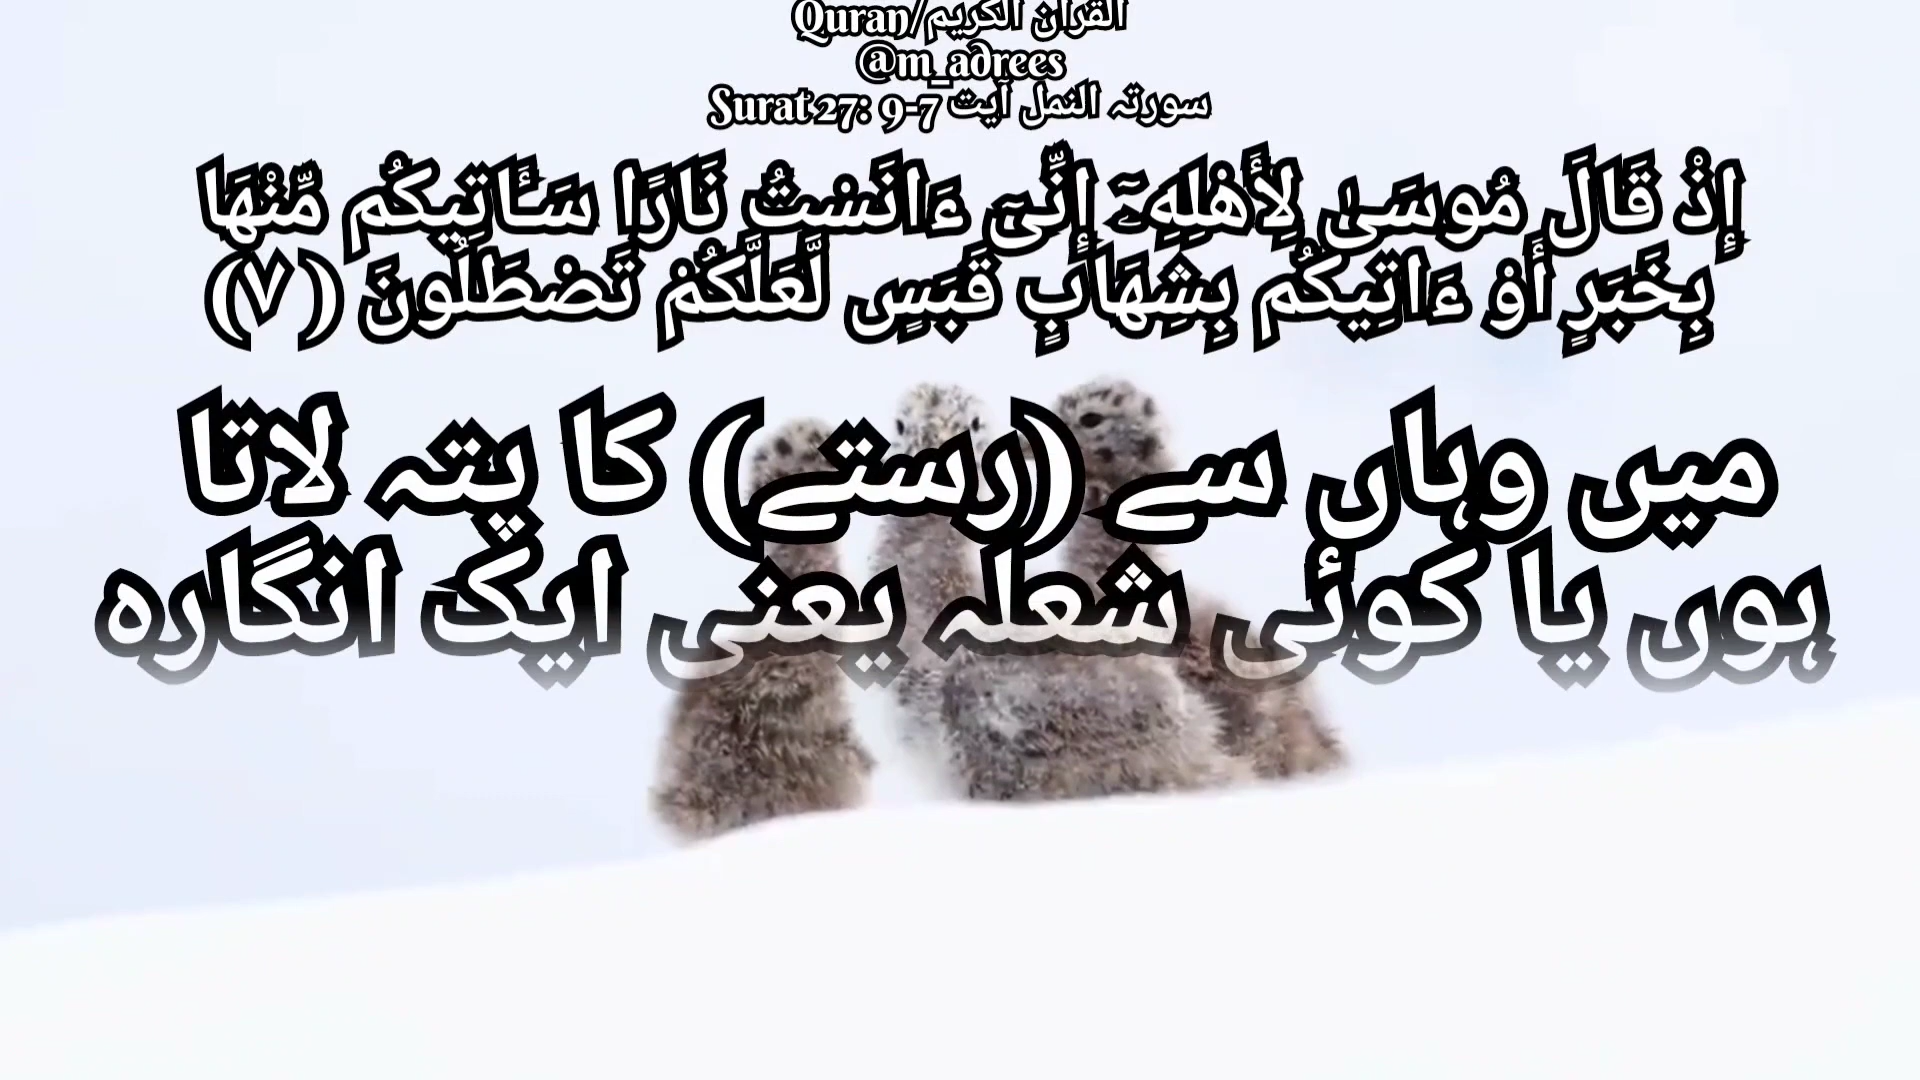 Quran/القرآن الكريم
@m_adrees
Surat 27: 9-7 سورتہ النمل آیت
إِذْ قَالَ مُوسَىٰ لِأَهْلِهِۦٓ إِنِّىٓ ءَانَسْتُ نَارًا سَـَٔاتِيكُم مِّنْهَا
بِخَبَرٍ أَوْ ءَاتِيكُم بِشِهَابٍ قَبَسٍ لَّعَلَّكُمْ تَصْطَلُونَ (٧)
میں وہاں سے (رستے) کا پتہ لاتا
ہوں یا کوئی شعلہ یعنی ایک انگارہ